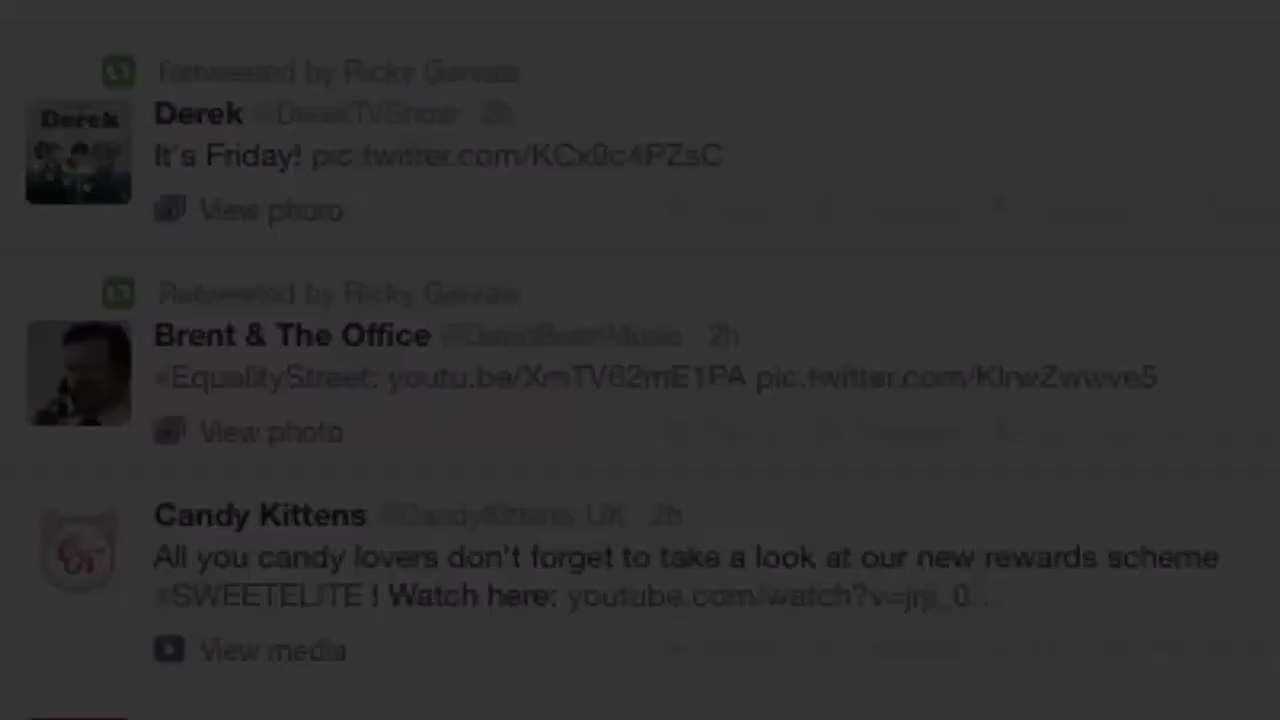 Retweeted by Ricky Gervais
Derek @DerekTVShow 2h
Derek
It's Friday! pic.twitter.com/KCx9c4PZsC
View photo
Retweeted by Ricky Gervais
Brent & The Office @DavidBrentMusic 2h
#EqualityStreet: youtu.be/XmTV62mE1PA pic.twitter.com/KlrwZwwve5
View photo
Candy Kittens @CandyKittens_UK 2h
All you candy lovers don't forget to take a look at our new rewards scheme
#SWEETELITE ! Watch here: youtube.com/watch?v=jrji_0...
View media